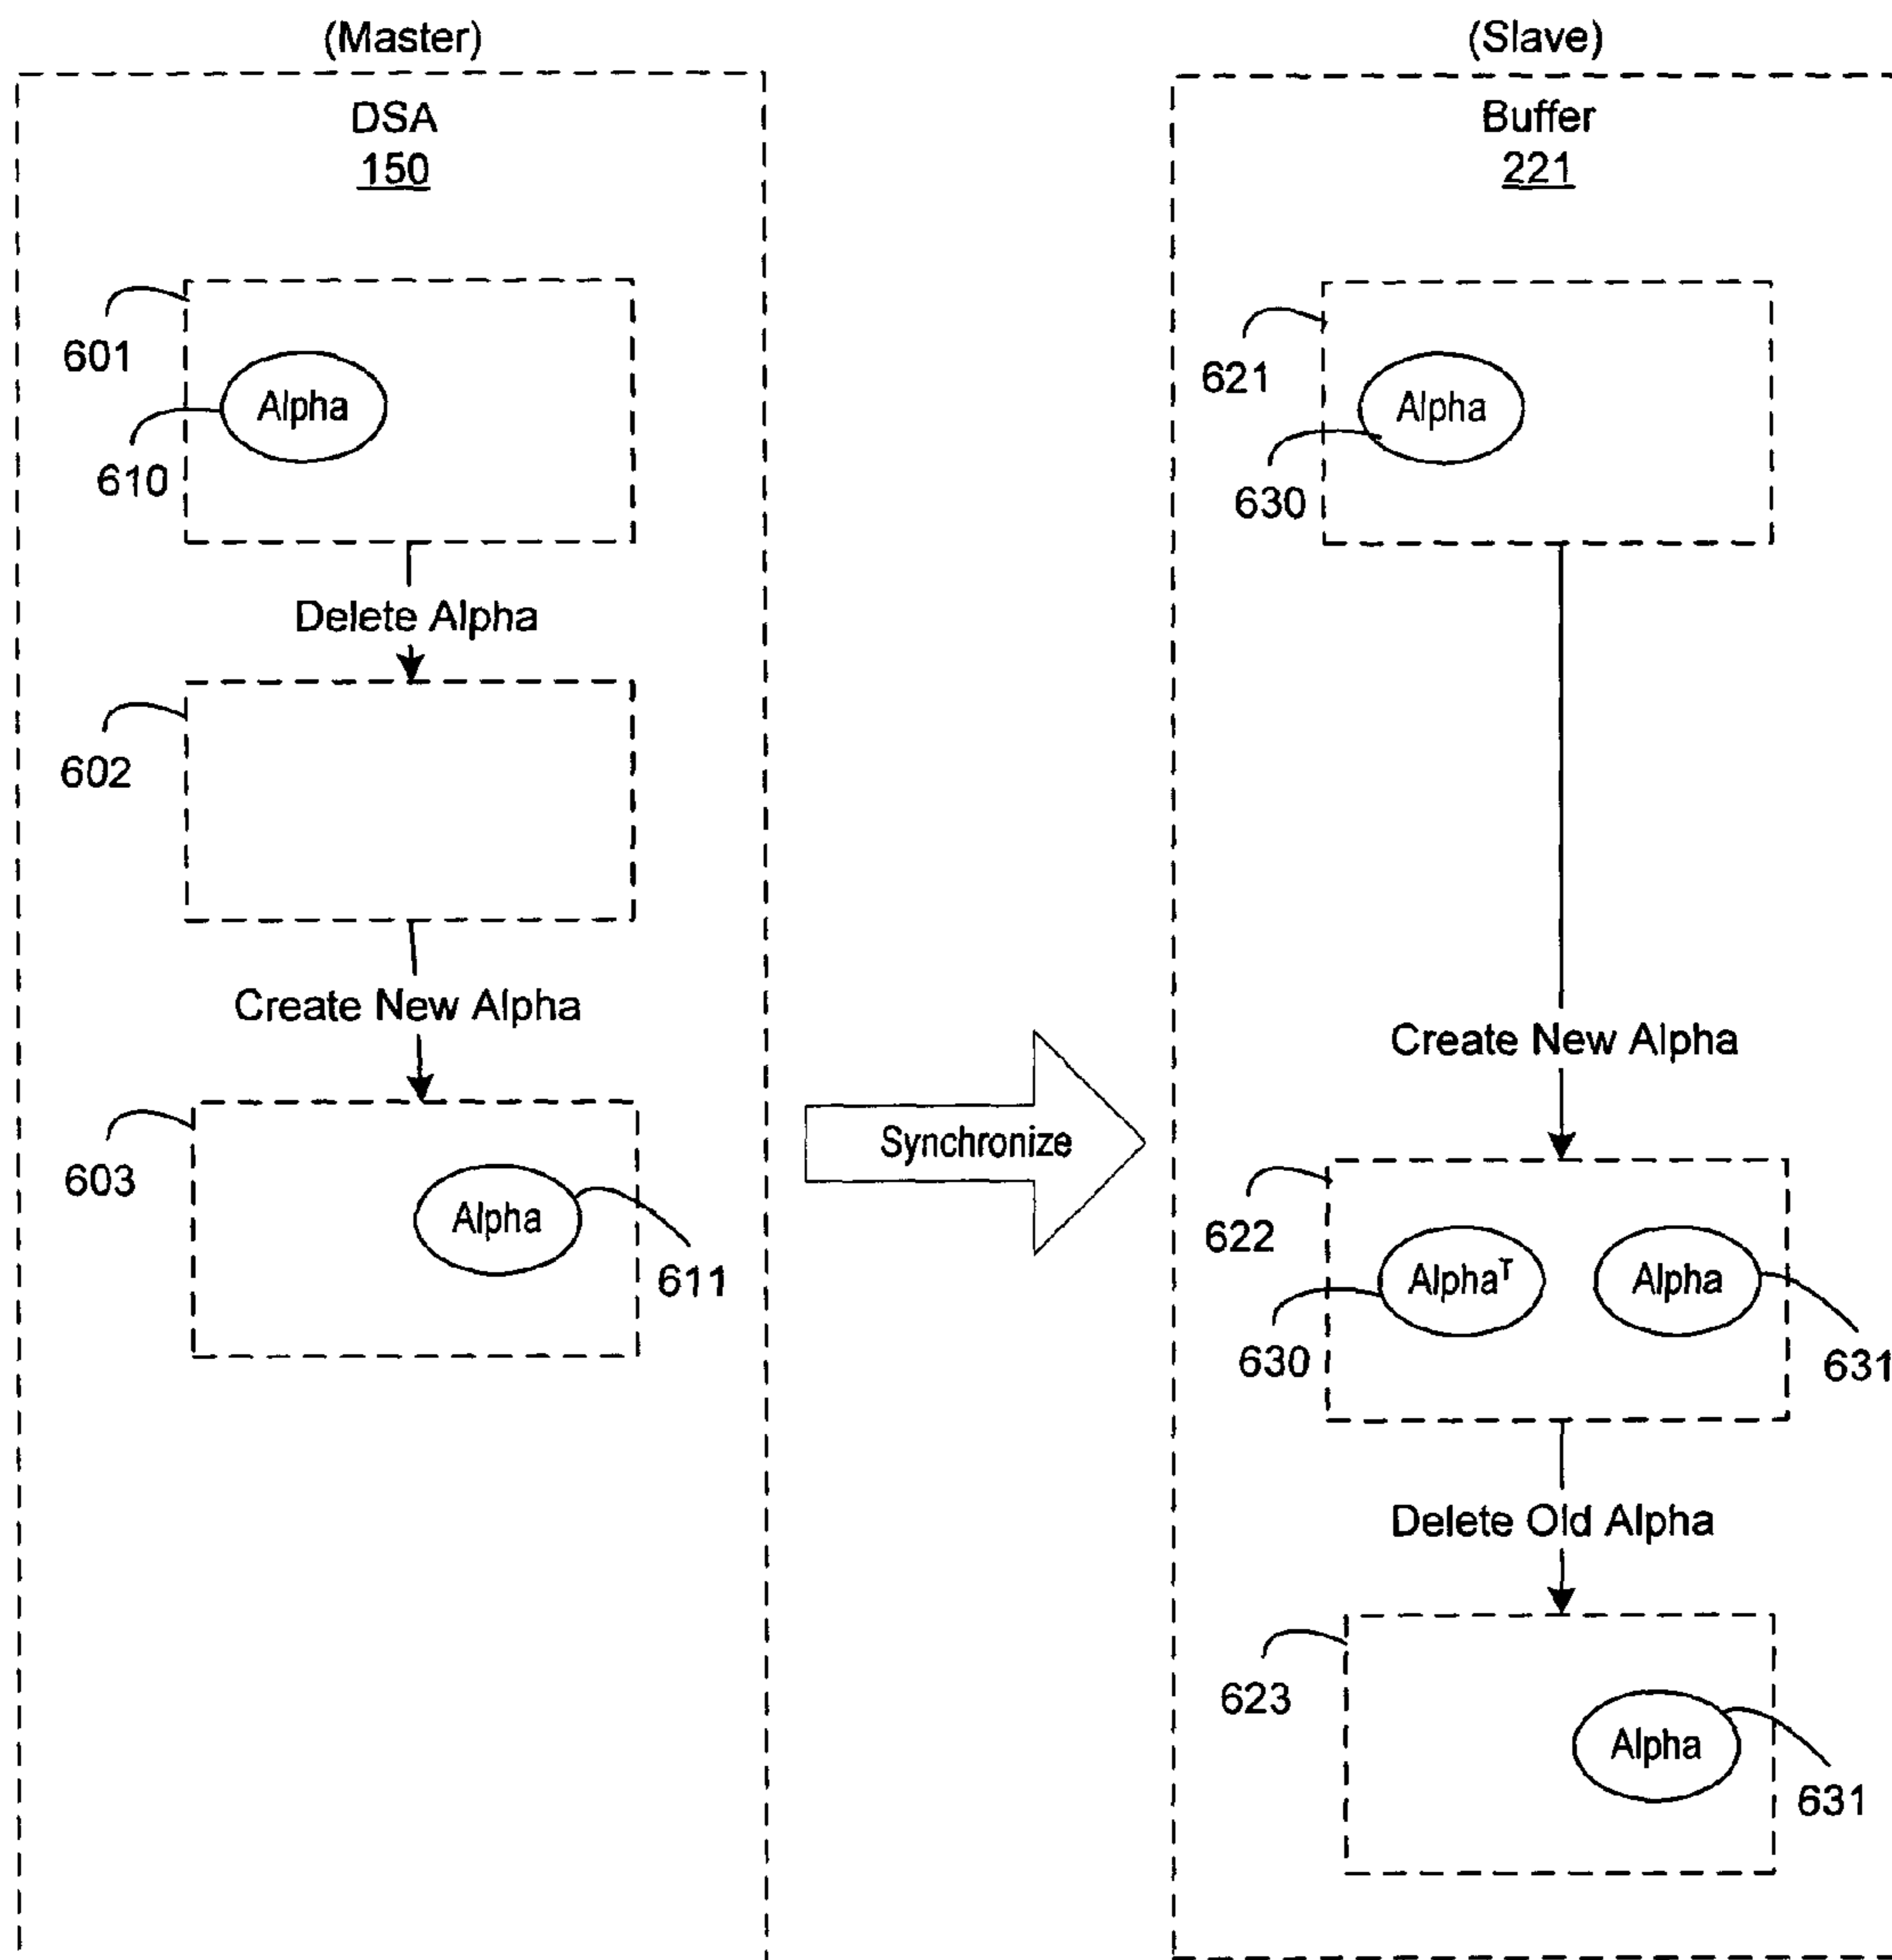 (Master)
DSA
150
601
Alpha
610
Delete Alpha
602
Create New Alpha
603
Alpha
611
Synchronize
(Slave)
Buffer
221
621
Alpha
630
Create New Alpha
622
Alphaᵀ
Alpha
630
631
Delete Old Alpha
623
Alpha
631